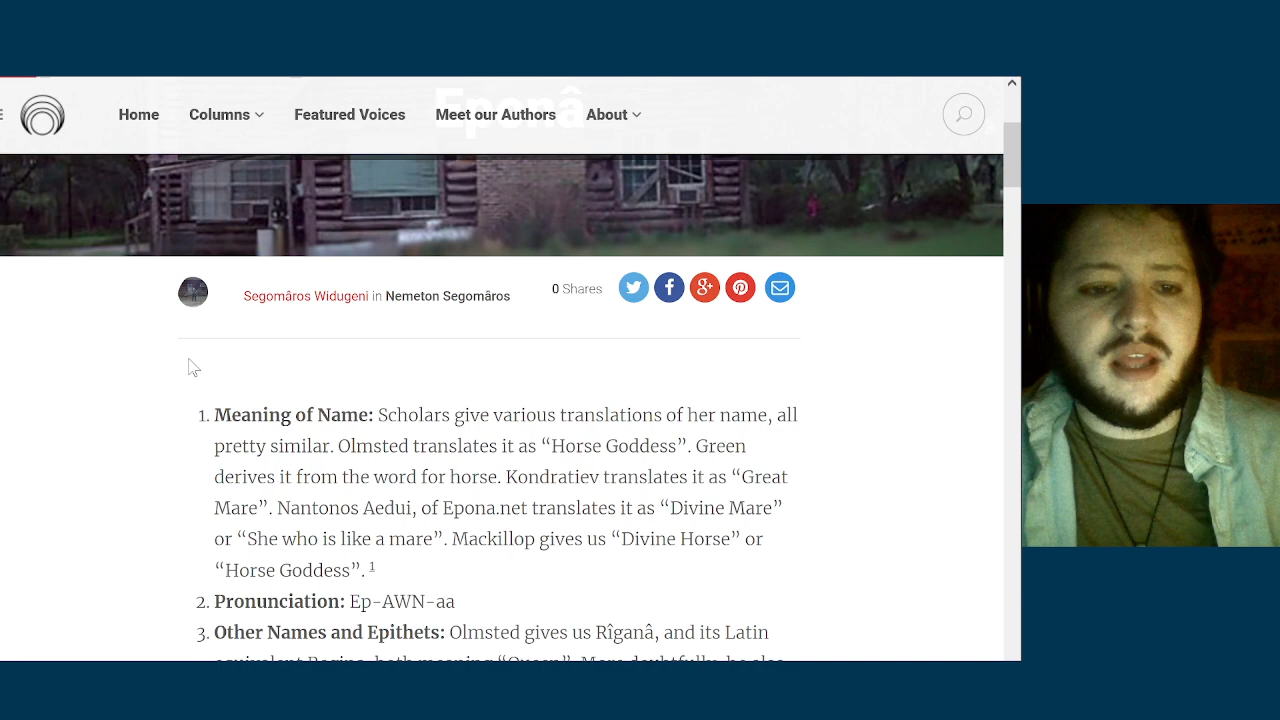 Eponâ
Home Columns Featured Voices Meet our Authors About
Segomâros Widugeni in Nemeton Segomâros 0 Shares
1. Meaning of Name: Scholars give various translations of her name, all
pretty similar. Olmsted translates it as “Horse Goddess”. Green
derives it from the word for horse. Kondratiev translates it as “Great
Mare”. Nantonos Aedui, of Epona.net translates it as “Divine Mare”
or “She who is like a mare”. Mackillop gives us “Divine Horse” or
“Horse Goddess”. 1
2. Pronunciation: Ep-AWN-aa
3. Other Names and Epithets: Olmsted gives us Rîganâ, and its Latin